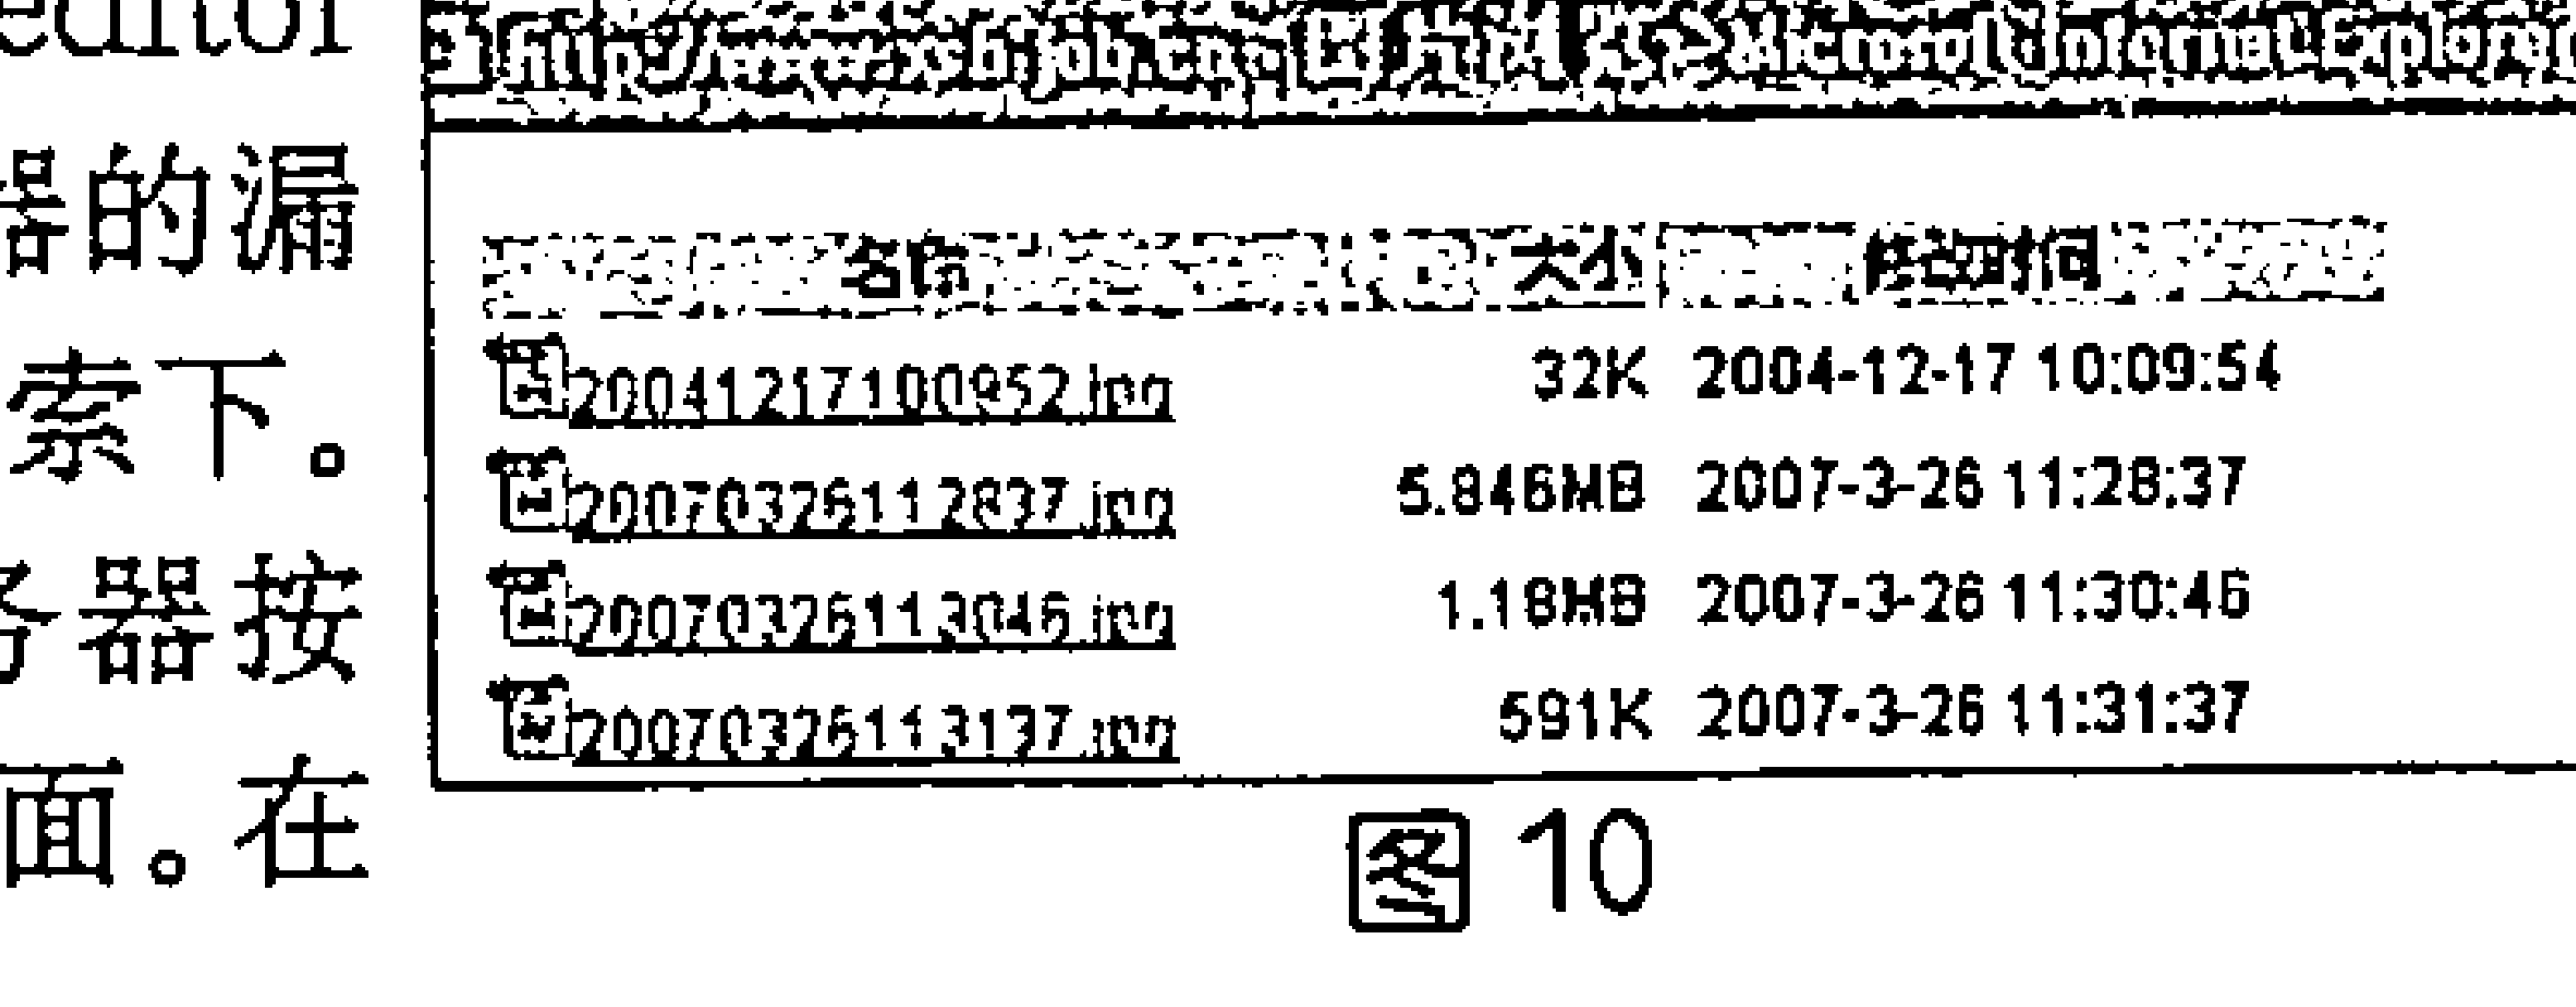 editor
器的漏
索下。
务器按
面。在
名称 大小 修改时间
20041217100952.jpg 32K 2004-12-17 10:09:54
20070326112837.jpg 5.846MB 2007-3-26 11:28:37
20070326113046.jpg 1.18MB 2007-3-26 11:30:46
20070326113137.jpg 591K 2007-3-26 11:31:37
图 10